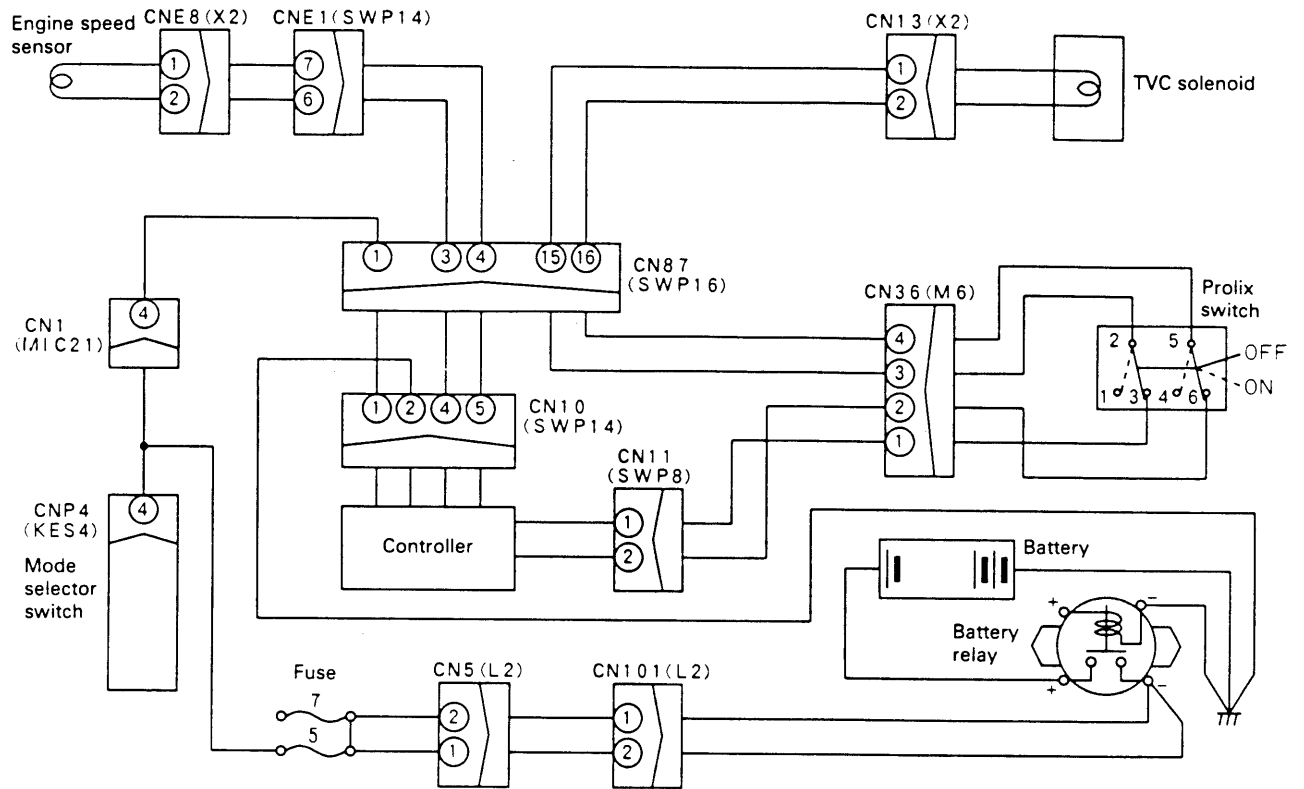 Engine speed
sensor
CNE8(X2)
CNE1(SWP14)
1
2
7
6
CN13(X2)
1
2
TVC solenoid
1
3
4
15
16
CN87
(SWP16)
4
CN1
(MIC21)
CN36(M6)
4
3
2
1
Prolix
switch
2
5
OFF
ON
1
3
4
6
1
2
4
5
CN10
(SWP14)
CN11
(SWP8)
1
2
Controller
CNP4
(KES4)
4
Mode
selector
switch
Battery
Battery
relay
+
−
+
−
Fuse
7
5
CN5(L2)
2
1
CN101(L2)
1
2